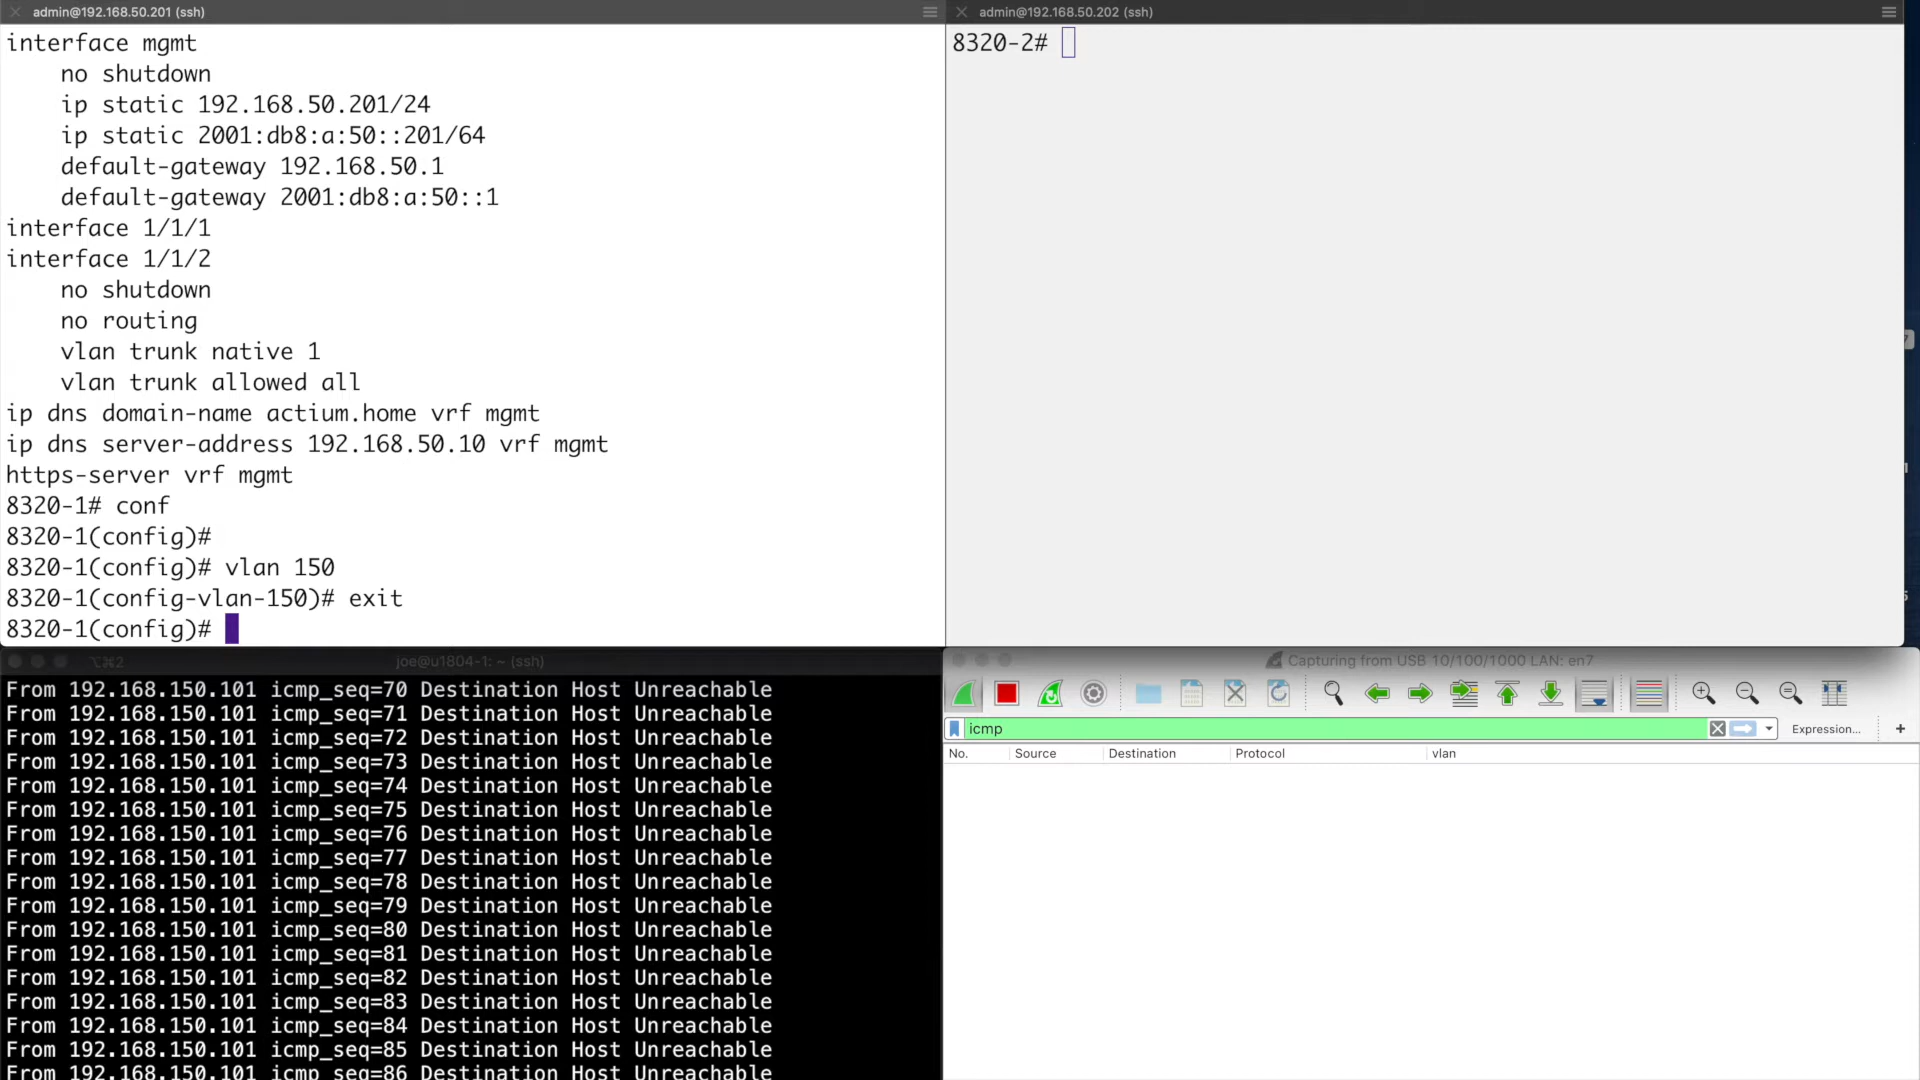 admin@192.168.50.201 (ssh)
interface mgmt
no shutdown
ip static 192.168.50.201/24
ip static 2001:db8:a:50::201/64
default-gateway 192.168.50.1
default-gateway 2001:db8:a:50::1
interface 1/1/1
interface 1/1/2
no shutdown
no routing
vlan trunk native 1
vlan trunk allowed all
ip dns domain-name actium.home vrf mgmt
ip dns server-address 192.168.50.10 vrf mgmt
https-server vrf mgmt
8320-1# conf
8320-1(config)#
8320-1(config)# vlan 150
8320-1(config-vlan-150)# exit
8320-1(config)#
admin@192.168.50.202 (ssh)
8320-2#
⌥⌘2
joe@u1804-1: ~ (ssh)
From 192.168.150.101 icmp_seq=70 Destination Host Unreachable
From 192.168.150.101 icmp_seq=71 Destination Host Unreachable
From 192.168.150.101 icmp_seq=72 Destination Host Unreachable
From 192.168.150.101 icmp_seq=73 Destination Host Unreachable
From 192.168.150.101 icmp_seq=74 Destination Host Unreachable
From 192.168.150.101 icmp_seq=75 Destination Host Unreachable
From 192.168.150.101 icmp_seq=76 Destination Host Unreachable
From 192.168.150.101 icmp_seq=77 Destination Host Unreachable
From 192.168.150.101 icmp_seq=78 Destination Host Unreachable
From 192.168.150.101 icmp_seq=79 Destination Host Unreachable
From 192.168.150.101 icmp_seq=80 Destination Host Unreachable
From 192.168.150.101 icmp_seq=81 Destination Host Unreachable
From 192.168.150.101 icmp_seq=82 Destination Host Unreachable
From 192.168.150.101 icmp_seq=83 Destination Host Unreachable
From 192.168.150.101 icmp_seq=84 Destination Host Unreachable
From 192.168.150.101 icmp_seq=85 Destination Host Unreachable
From 192.168.150.101 icmp_seq=86 Destination Host Unreachable
Capturing from USB 10/100/1000 LAN: en7
icmp
Expression...
+
No. Source Destination Protocol vlan